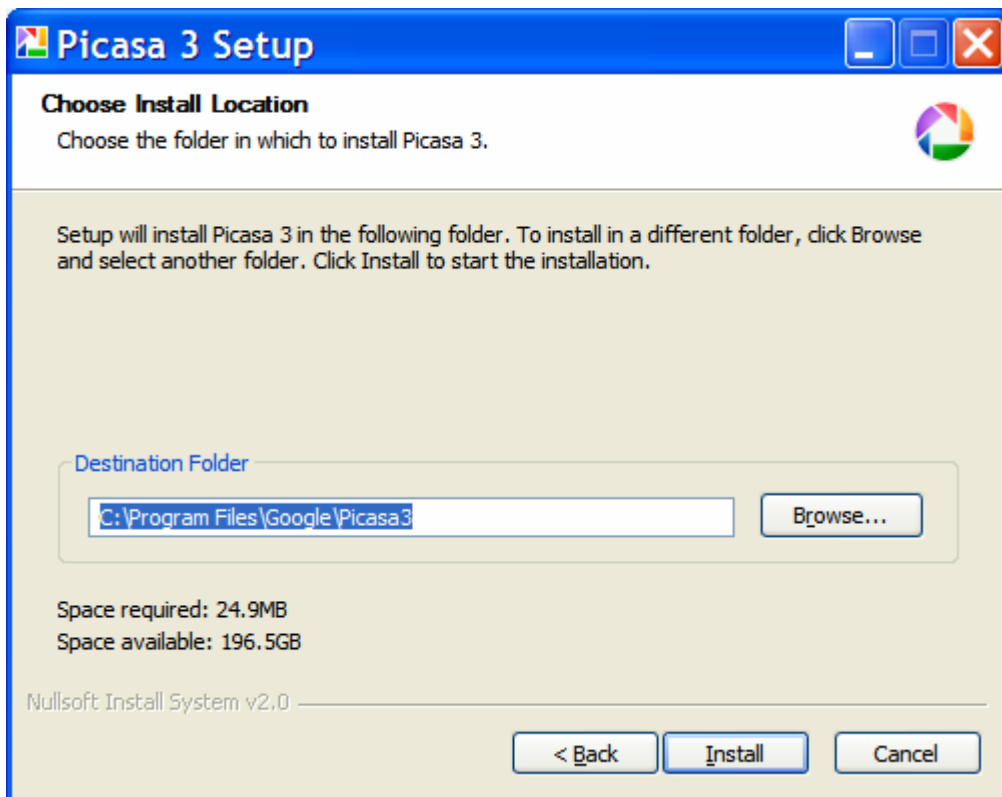 Picasa 3 Setup
Choose Install Location
Choose the folder in which to install Picasa 3.
Setup will install Picasa 3 in the following folder. To install in a different folder, click Browse
and select another folder. Click Install to start the installation.
Destination Folder
C:\Program Files\Google\Picasa3
Browse...
Space required: 24.9MB
Space available: 196.5GB
Nullsoft Install System v2.0
< Back
Install
Cancel